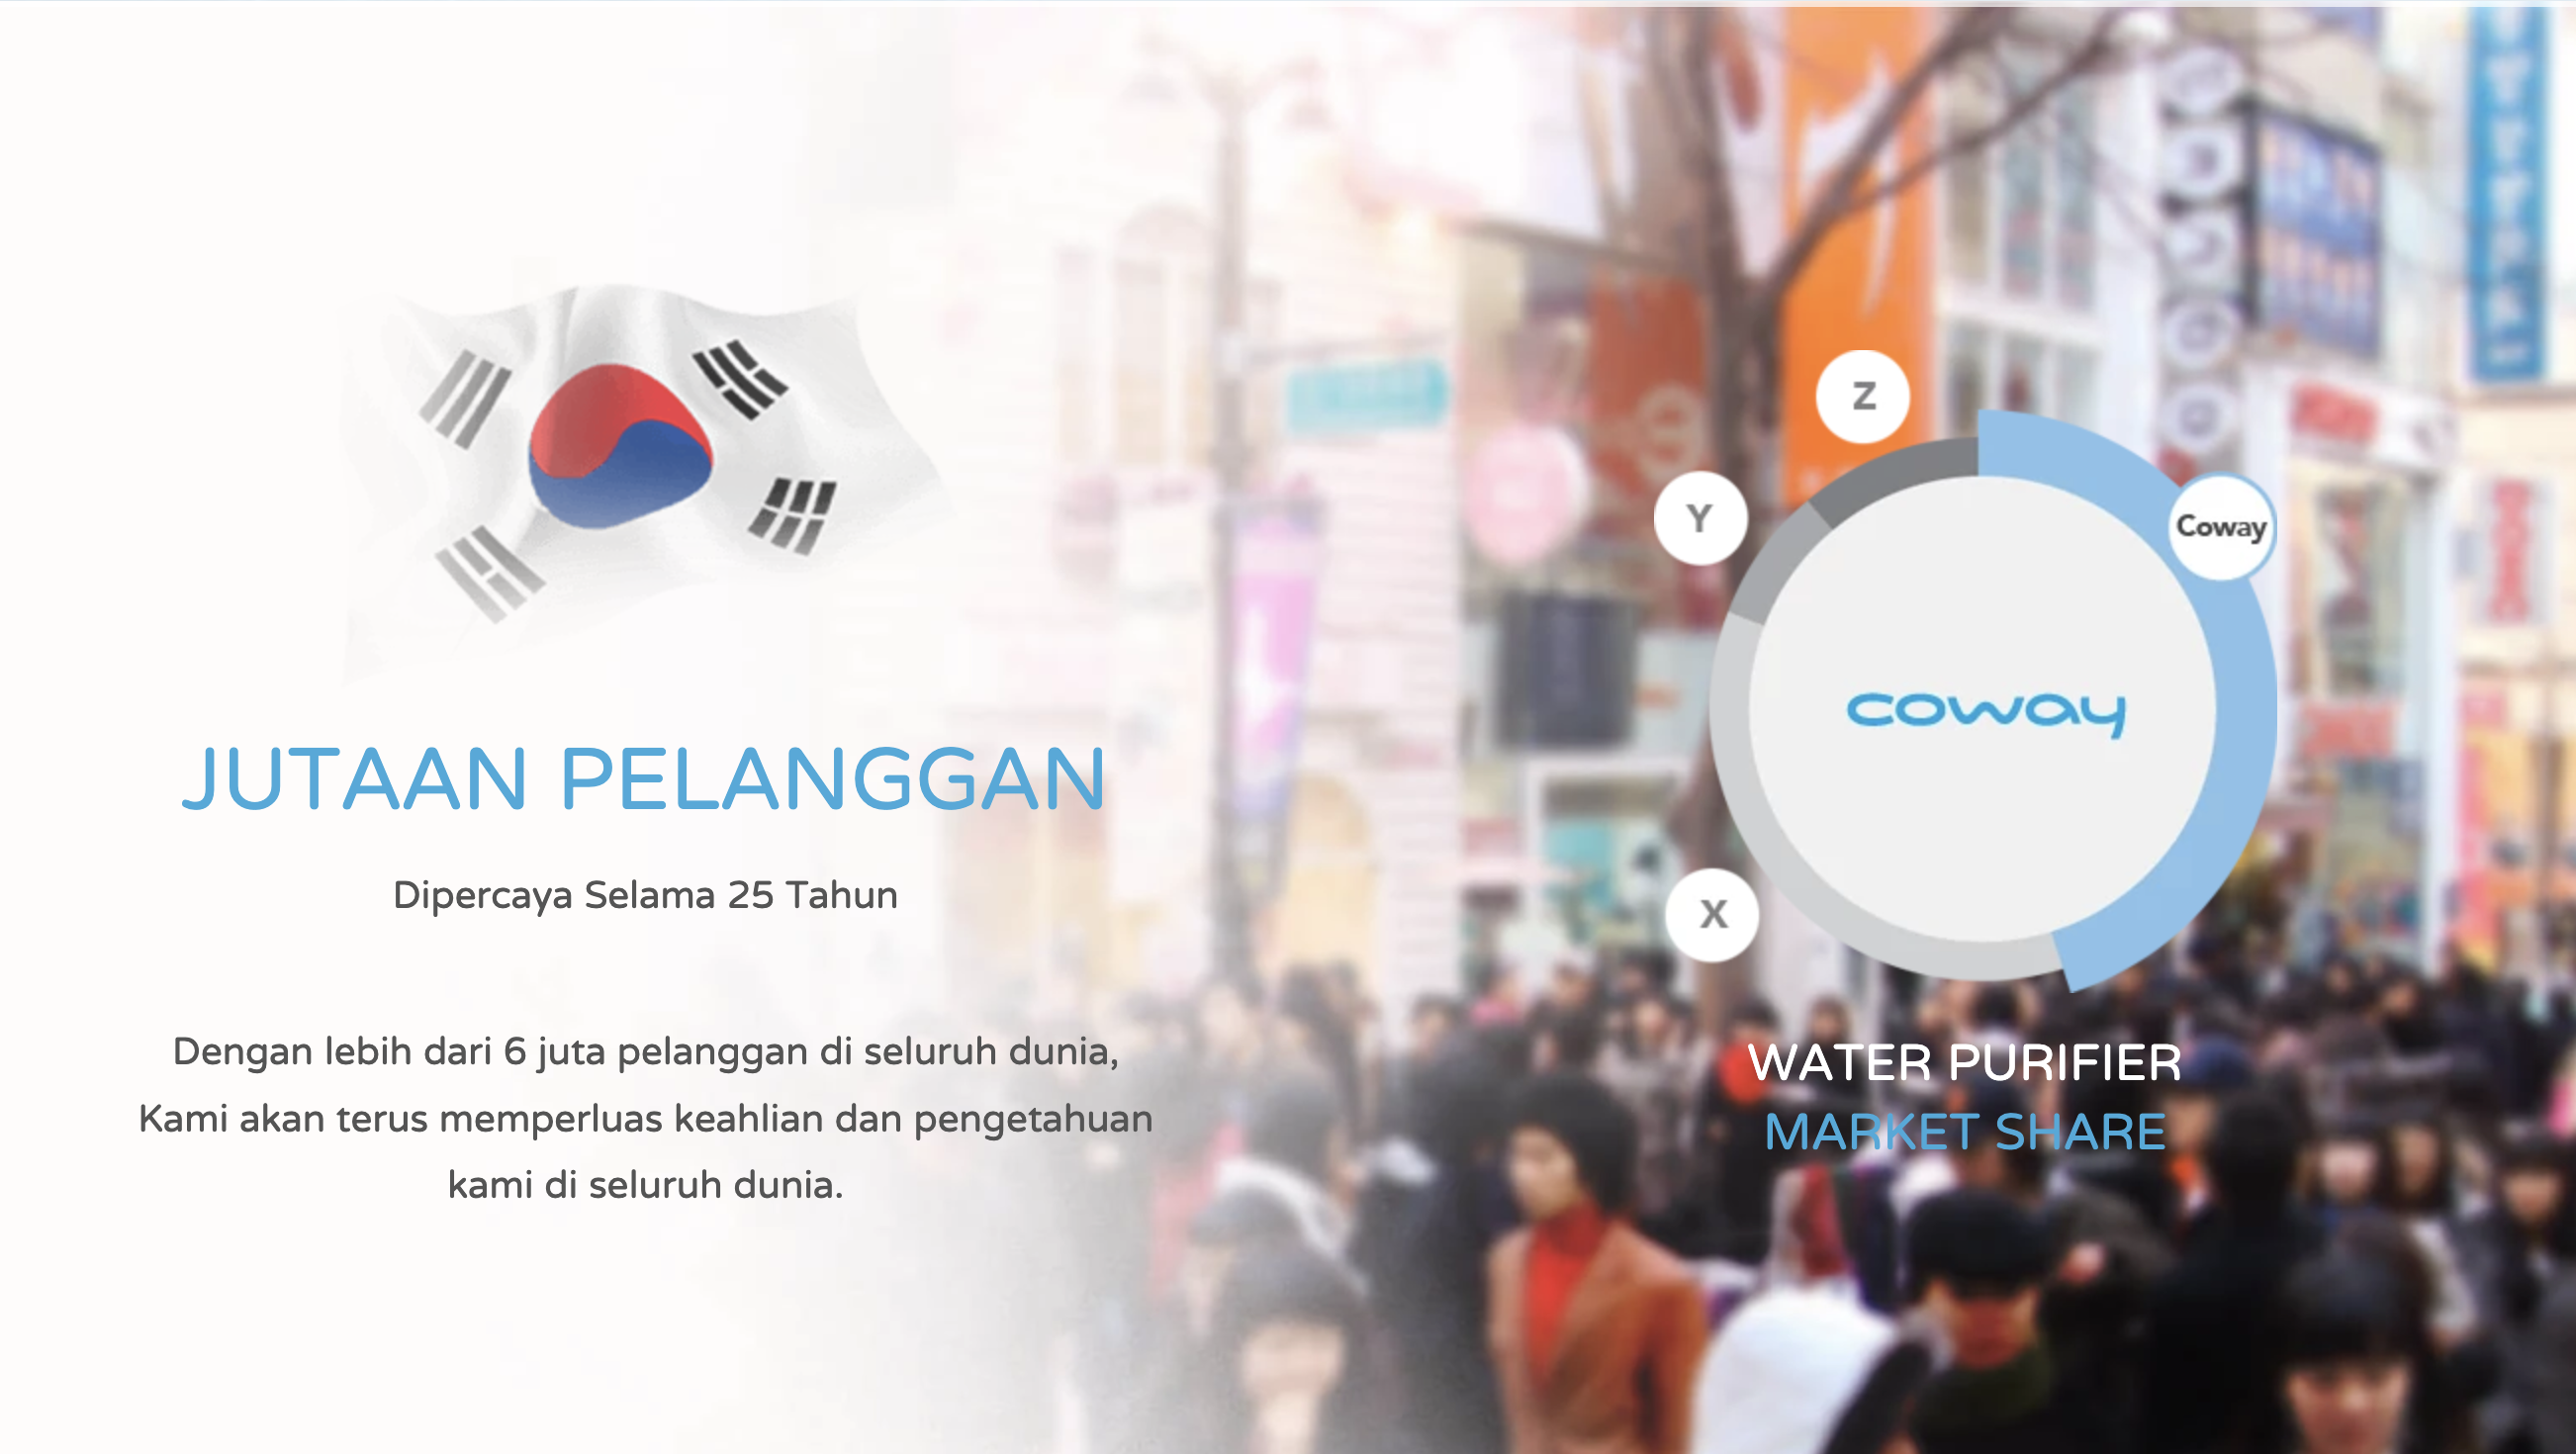 JUTAAN PELANGGAN
Dipercaya Selama 25 Tahun
Dengan lebih dari 6 juta pelanggan di seluruh dunia,
Kami akan terus memperluas keahlian dan pengetahuan
kami di seluruh dunia.
Z
Y
Coway
coway
X
WATER PURIFIER
MARKET SHARE